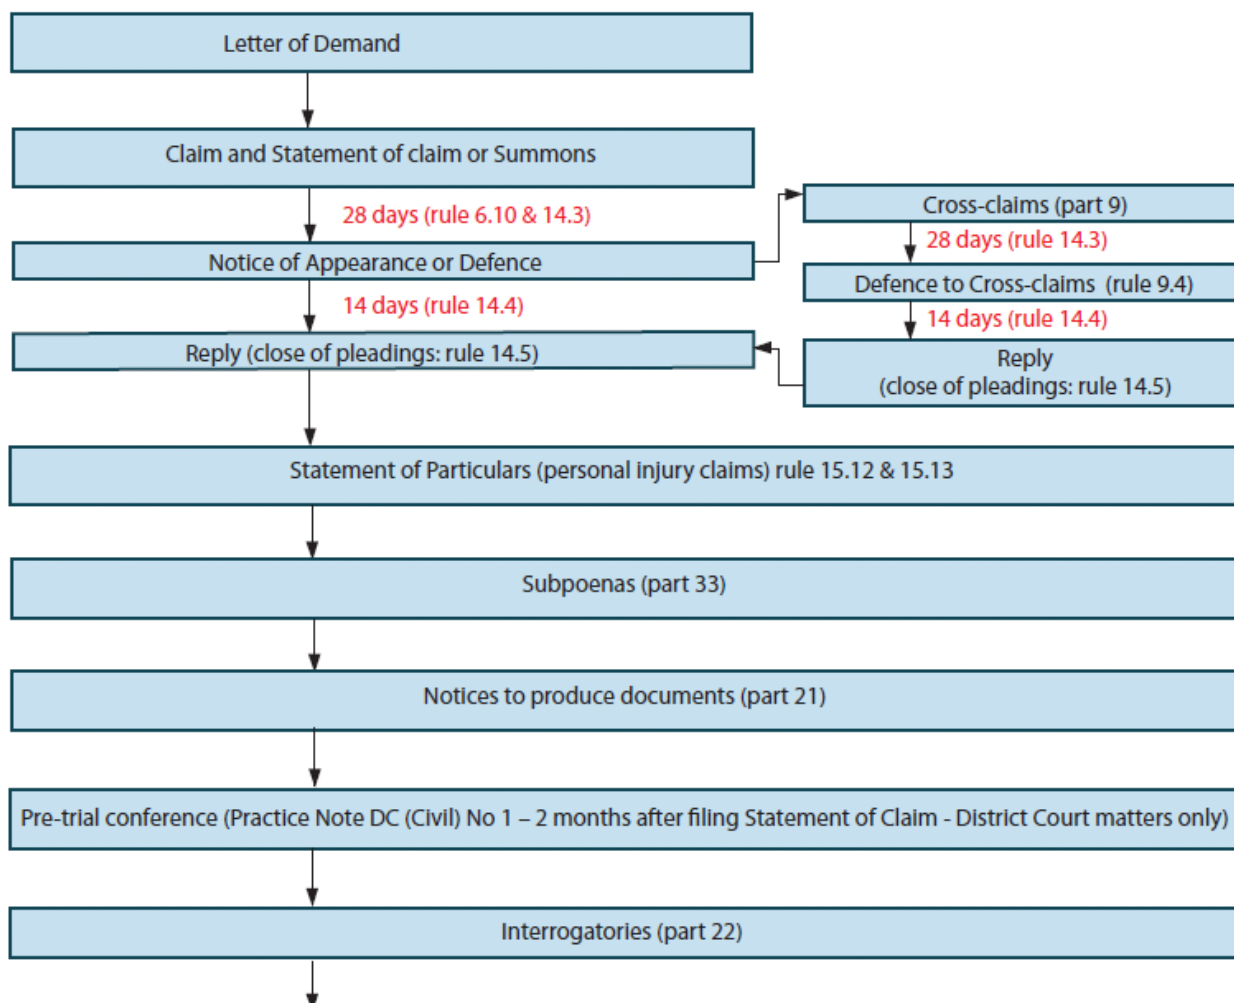 Letter of Demand
Claim and Statement of claim or Summons
28 days (rule 6.10 & 14.3)
Cross-claims (part 9)
28 days (rule 14.3)
Notice of Appearance or Defence
Defence to Cross-claims (rule 9.4)
14 days (rule 14.4)
14 days (rule 14.4)
Reply (close of pleadings: rule 14.5)
Reply
(close of pleadings: rule 14.5)
Statement of Particulars (personal injury claims) rule 15.12 & 15.13
Subpoenas (part 33)
Notices to produce documents (part 21)
Pre-trial conference (Practice Note DC (Civil) No 1 – 2 months after filing Statement of Claim - District Court matters only)
Interrogatories (part 22)